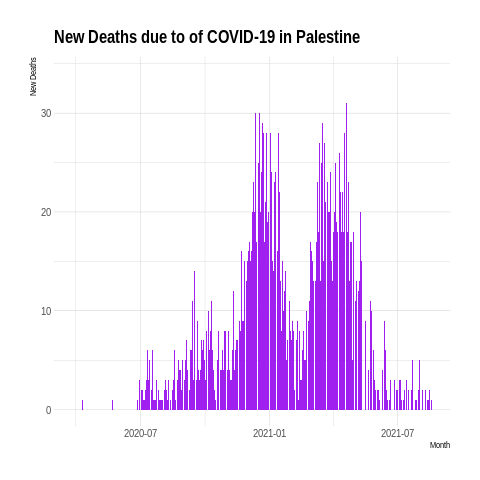 New Deaths due to of COVID-19 in Palestine
New Deaths
30
20
10
0
2020-07 2021-01 2021-07
Month